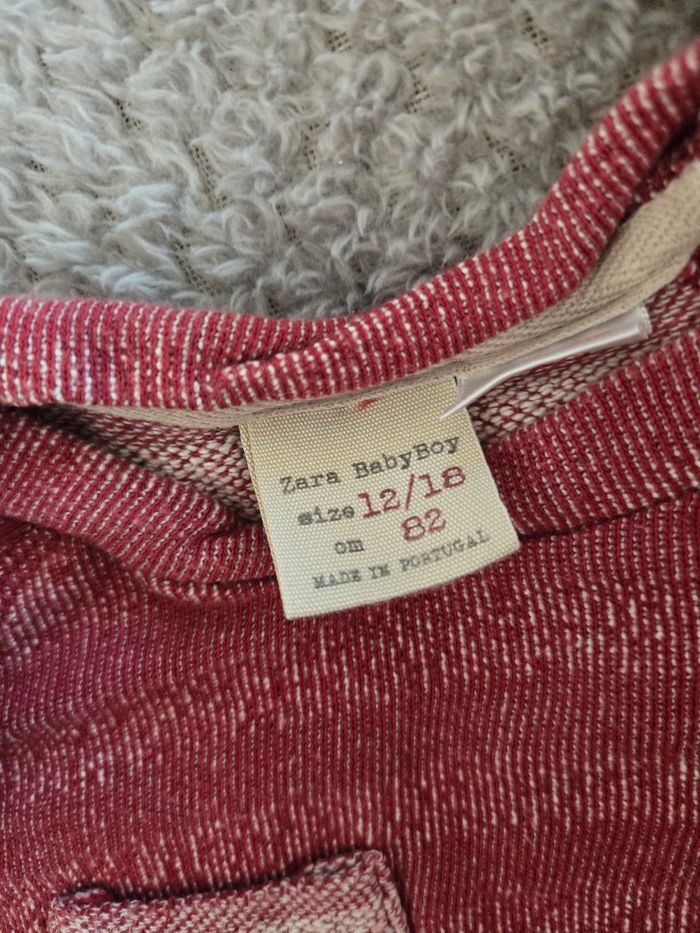 Zara BabyBoy
size 12/18
cm 82
MADE IN PORTUGAL